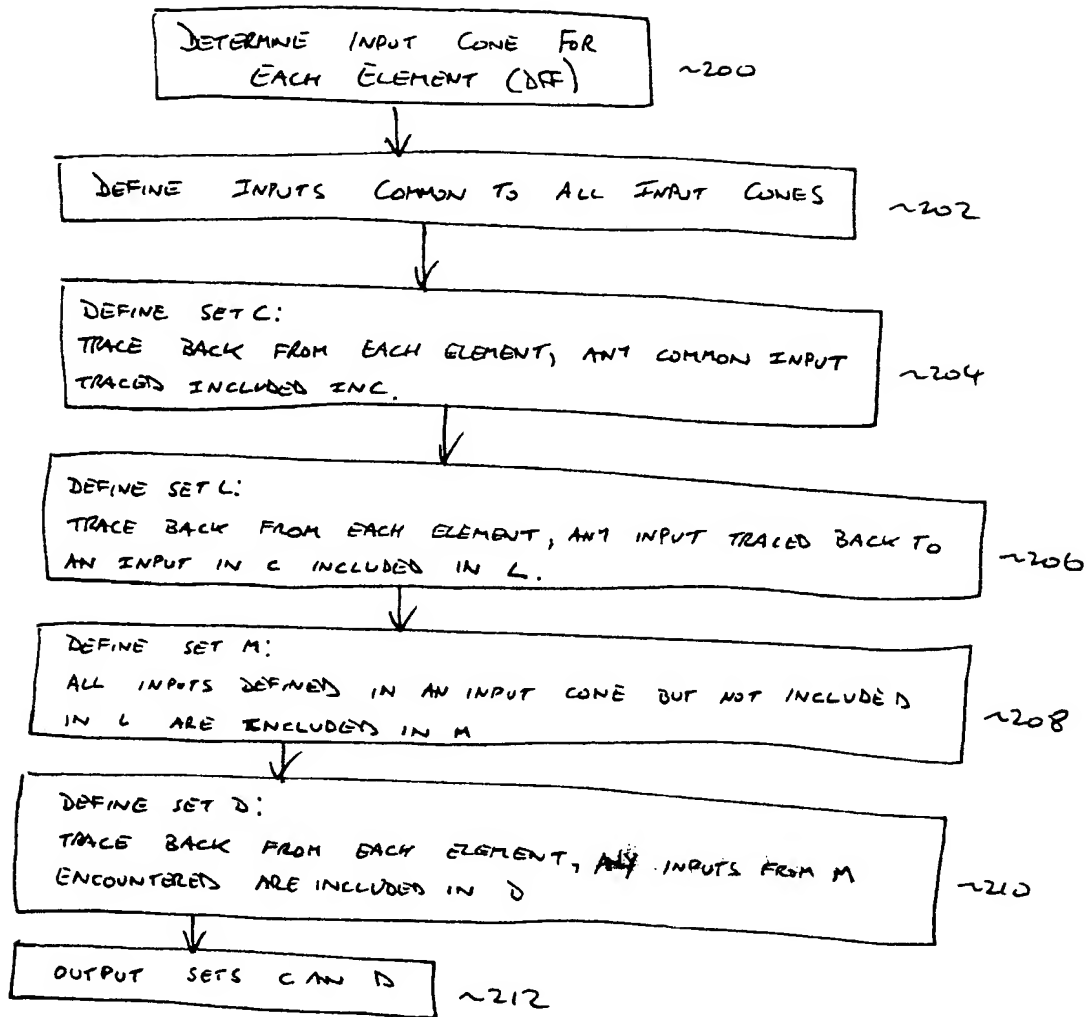 DETERMINE INPUT CONE FOR
EACH ELEMENT (DFF)
~200
DEFINE INPUTS COMMON TO ALL INPUT CONES
~202
DEFINE SET C:
TRACE BACK FROM EACH ELEMENT, ANY COMMON INPUT
TRACED INCLUDED IN C.
~204
DEFINE SET L:
TRACE BACK FROM EACH ELEMENT, ANY INPUT TRACED BACK TO
AN INPUT IN C INCLUDED IN L.
~206
DEFINE SET M:
ALL INPUTS DEFINED IN AN INPUT CONE BUT NOT INCLUDED
IN L ARE INCLUDED IN M
~208
DEFINE SET D:
TRACE BACK FROM EACH ELEMENT, ANY INPUTS FROM M
ENCOUNTERED ARE INCLUDED IN D
~210
OUTPUT SETS C AN D
~212